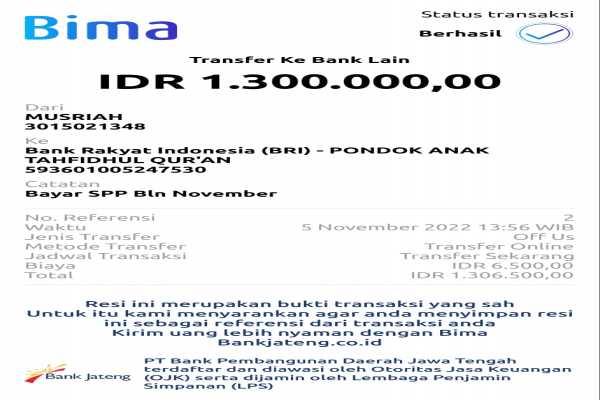 Bima
Status transaksi
Berhasil
Transfer Ke Bank Lain
IDR 1.300.000,00
Dari
MUSRIAH
3015021348
Ke
Bank Rakyat Indonesia (BRI) - PONDOK ANAK
TAHFIDHUL QUR'AN
593601005247530
Catatan
Bayar SPP Bln November
No. Referensi 2
Waktu 5 November 2022 13:56 WIB
Jenis Transfer Off Us
Metode Transfer Transfer Online
Jadwal Transaksi Transfer Sekarang
Biaya IDR 6.500,00
Total IDR 1.306.500,00
Resi ini merupakan bukti transaksi yang sah
Untuk itu kami menyarankan agar anda menyimpan resi
ini sebagai referensi dari transaksi anda
Kirim uang lebih nyaman dengan Bima
Bankjateng.co.id
Bank Jateng
PT Bank Pembangunan Daerah Jawa Tengah
terdaftar dan diawasi oleh Otoritas Jasa Keuangan
(OJK) serta dijamin oleh Lembaga Penjamin
Simpanan (LPS)